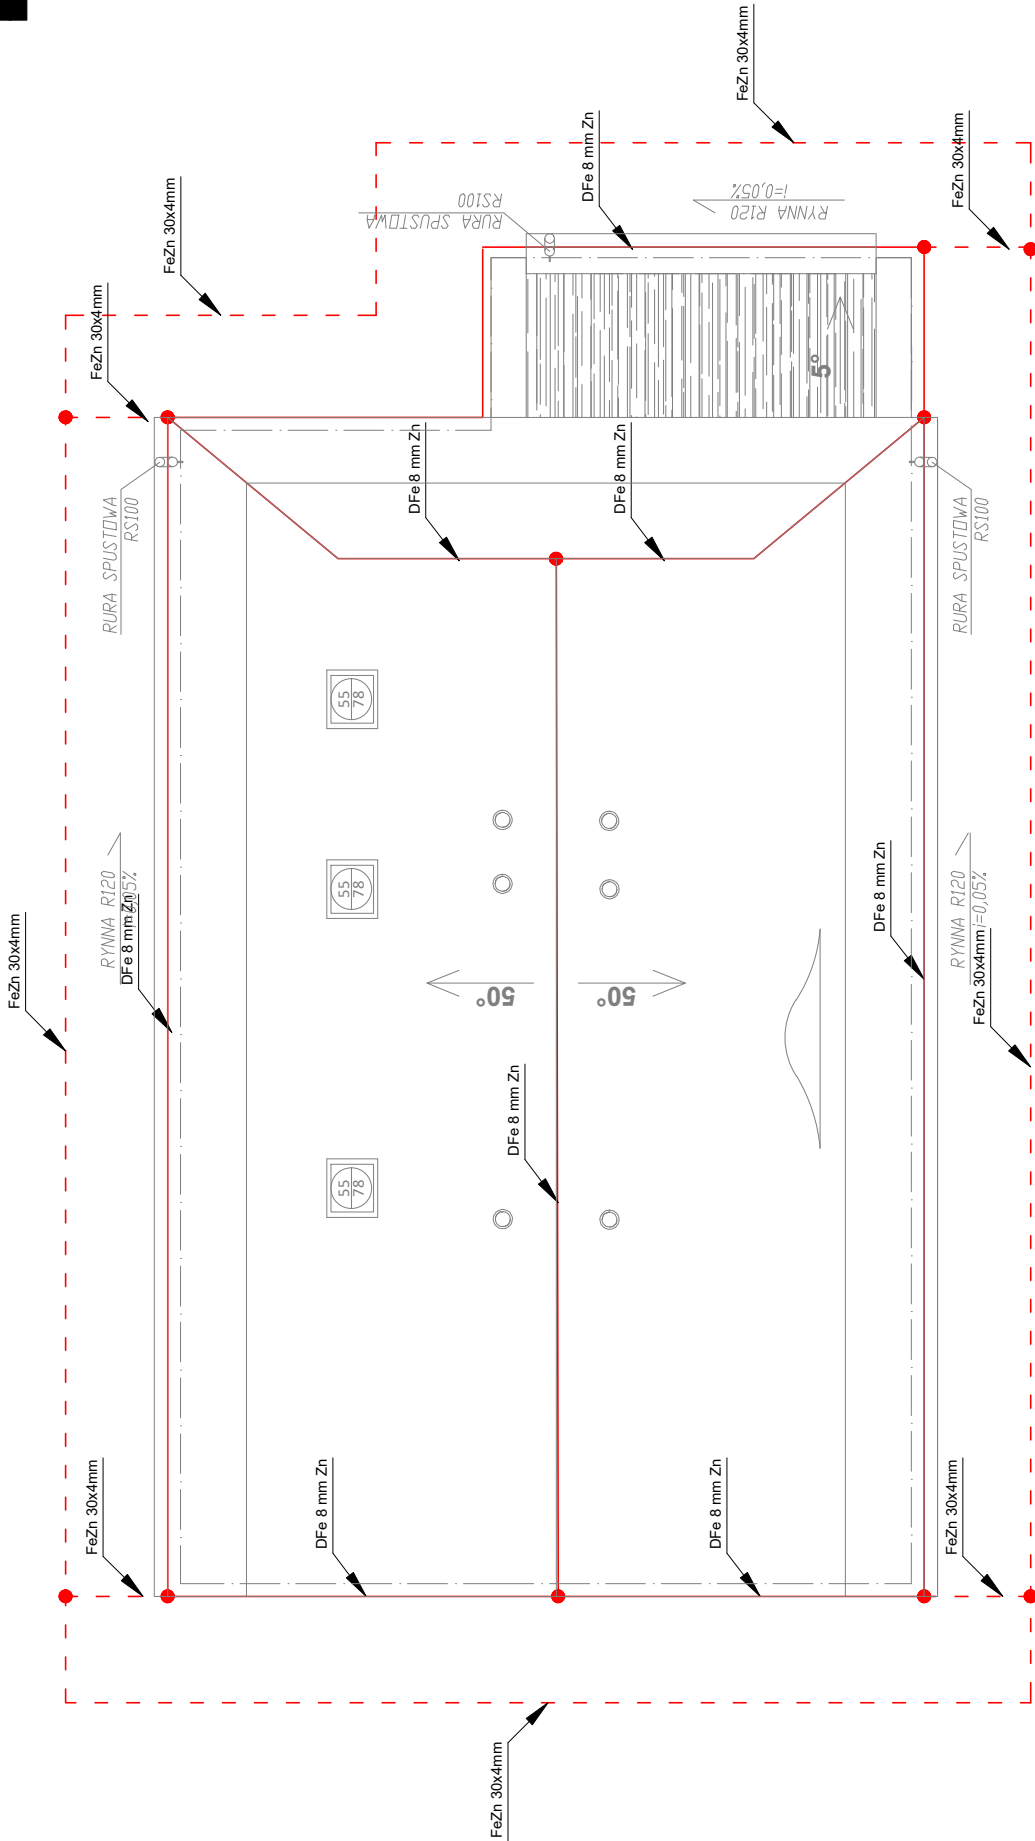 FeZn 30x4mm
FeZn 30x4mm
DFe 8 mm Zn
FeZn 30x4mm
FeZn 30x4mm
FeZn 30x4mm
RURA SPUSTOWA
RS100
RYNNA R120
i=0,05%
5°
DFe 8 mm Zn
DFe 8 mm Zn
RURA SPUSTOWA
RS100
RURA SPUSTOWA
RS100
55
78
55
78
RYNNA R120
i=0,05%
DFe 8 mm Zn
DFe 8 mm Zn
RYNNA R120
i=0,05%
FeZn 30x4mm
FeZn 30x4mm
50°
50°
DFe 8 mm Zn
55
78
FeZn 30x4mm
DFe 8 mm Zn
DFe 8 mm Zn
FeZn 30x4mm
FeZn 30x4mm